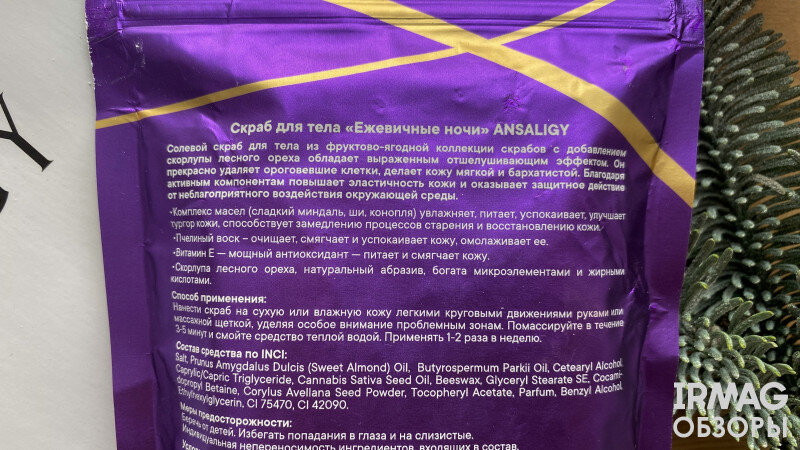 Скраб для тела «Ежевичные ночи» ANSALIGY
Солевой скраб для тела из фруктово-ягодной коллекции скрабов с добавлением
скорлупы лесного ореха обладает выраженным отшелушивающим эффектом. Он
прекрасно удаляет ороговевшие клетки, делает кожу мягкой и бархатистой. Благодаря
активным компонентам повышает эластичность кожи и оказывает защитное действие
от неблагоприятного воздействия окружающей среды.
•Комплекс масел (сладкий миндаль, ши, конопля) увлажняет, питает, успокаивает, улучшает
тургор кожи, способствует замедлению процессов старения и восстановлению кожи.
•Пчелиный воск – очищает, смягчает и успокаивает кожу, омолаживает ее.
•Витамин Е – мощный антиоксидант – питает и смягчает кожу.
•Скорлупа лесного ореха, натуральный абразив, богата микроэлементами и жирными
кислотами.
Способ применения:
Нанести скраб на сухую или влажную кожу легкими круговыми движениями руками или
массажной щеткой, уделяя особое внимание проблемным зонам. Помассируйте в течение
3-5 минут и смойте средство теплой водой. Применять 1-2 раза в неделю.
Состав средства по INCI:
Salt, Prunus Amygdalus Dulcis (Sweet Almond) Oil, Butyrospermum Parkii Oil, Cetearyl Alcohol,
Caprylic/Capric Triglyceride, Cannabis Sativa Seed Oil, Beeswax, Glyceryl Stearate SE, Cocami-
dopropyl Betaine, Corylus Avellana Seed Powder, Tocopheryl Acetate, Parfum, Benzyl Alcohol,
Ethylhexylglycerin, CI 75470, CI 42090.
Меры предосторожности:
Беречь от детей. Избегать попадания в глаза и на слизистые.
Индивидуальная непереносимость ингредиентов, входящих в состав.
Y
IRMAG
ОБЗОРЫ